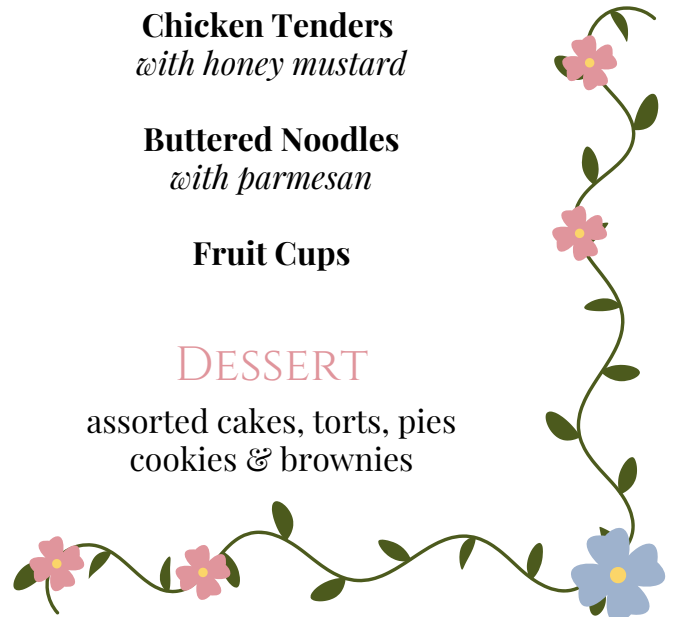 Chicken Tenders
with honey mustard
Buttered Noodles
with parmesan
Fruit Cups
Dessert
assorted cakes, torts, pies
cookies & brownies